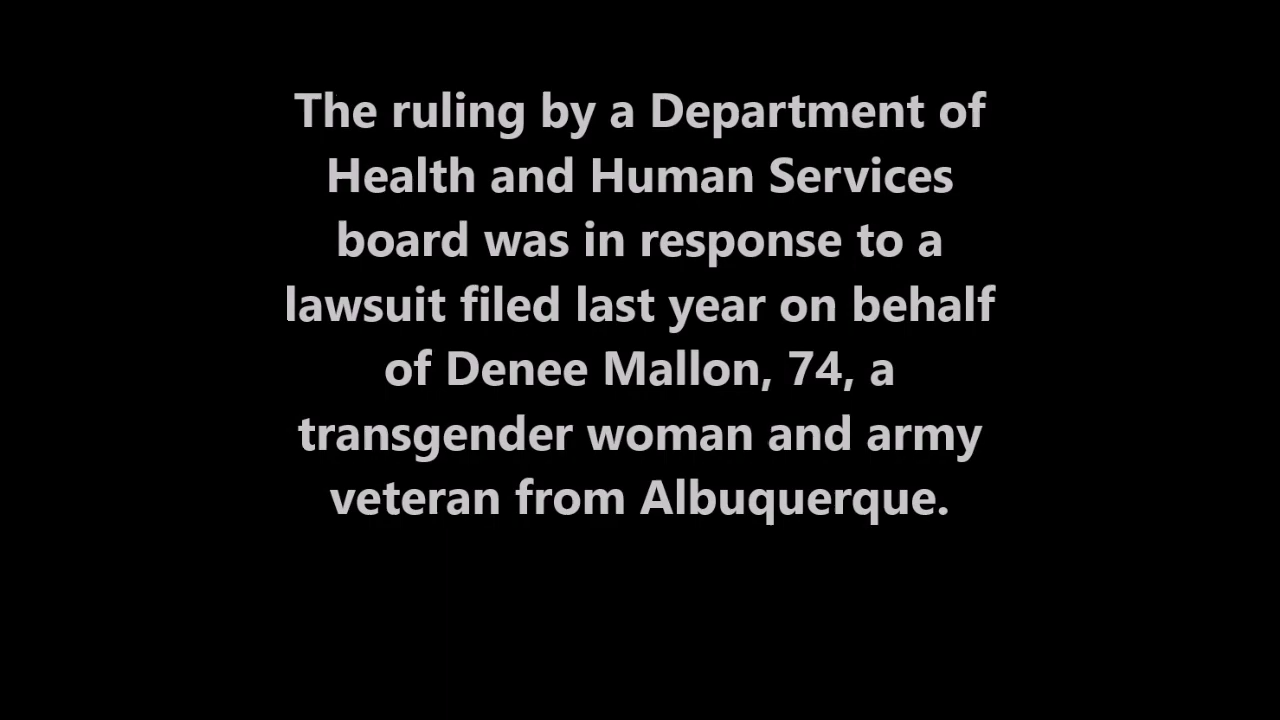 The ruling by a Department of
Health and Human Services
board was in response to a
lawsuit filed last year on behalf
of Denee Mallon, 74, a
transgender woman and army
veteran from Albuquerque.